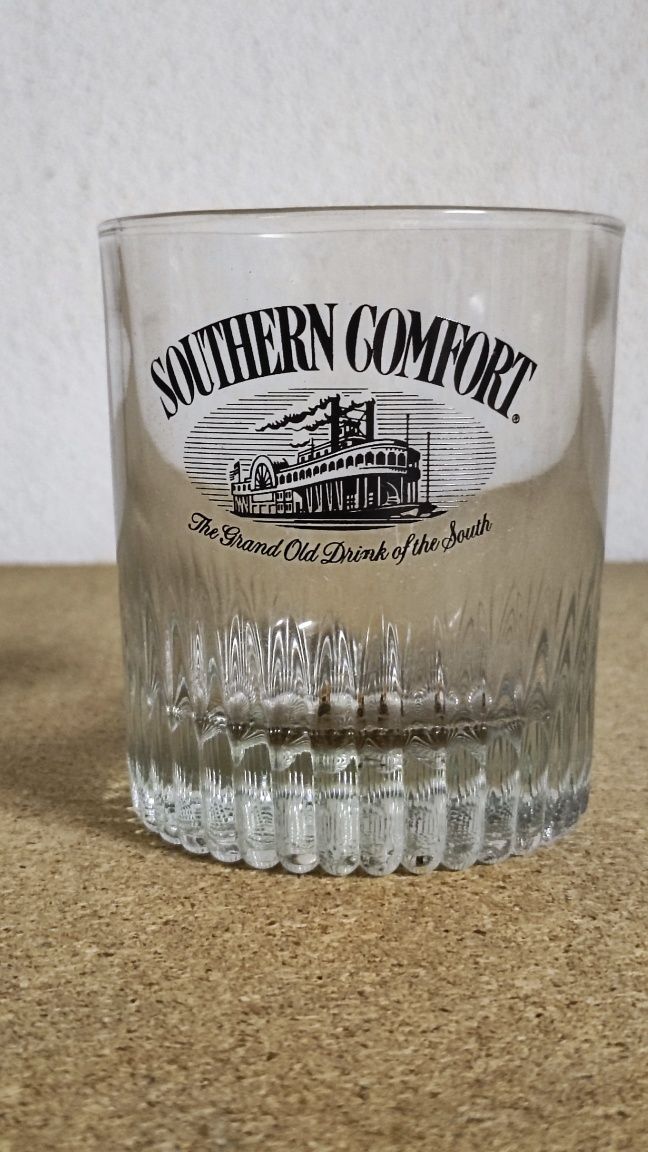 SOUTHERN COMFORT®
The Grand Old Drink of the South